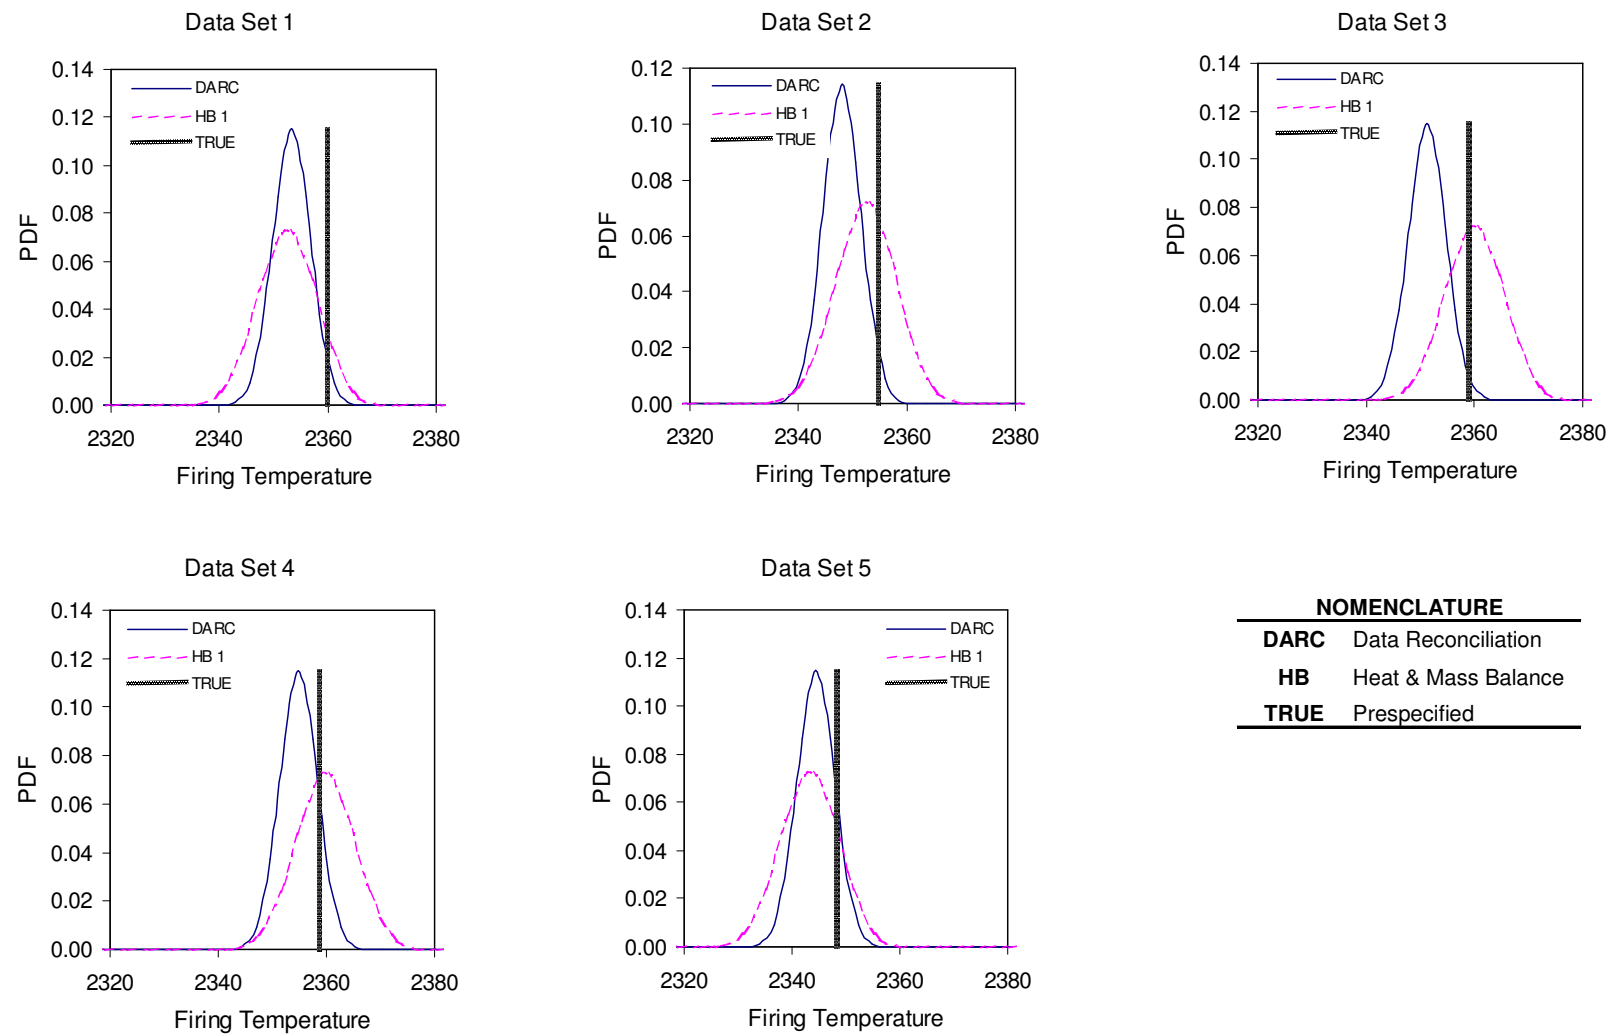 Data Set 1
0.14
0.12
0.10
0.08
0.06
0.04
0.02
0.00
PDF
DARC
HB 1
TRUE
2320 2340 2360 2380
Firing Temperature
Data Set 2
0.12
0.10
0.08
0.06
0.04
0.02
0.00
PDF
DARC
HB 1
TRUE
2320 2340 2360 2380
Firing Temperature
Data Set 3
0.14
0.12
0.10
0.08
0.06
0.04
0.02
0.00
PDF
DARC
HB 1
TRUE
2320 2340 2360 2380
Firing Temperature
Data Set 4
0.14
0.12
0.10
0.08
0.06
0.04
0.02
0.00
PDF
DARC
HB 1
TRUE
2320 2340 2360 2380
Firing Temperature
Data Set 5
0.14
0.12
0.10
0.08
0.06
0.04
0.02
0.00
PDF
DARC
HB 1
TRUE
2320 2340 2360 2380
Firing Temperature
NOMENCLATURE
DARC Data Reconciliation
HB Heat & Mass Balance
TRUE Prespecified